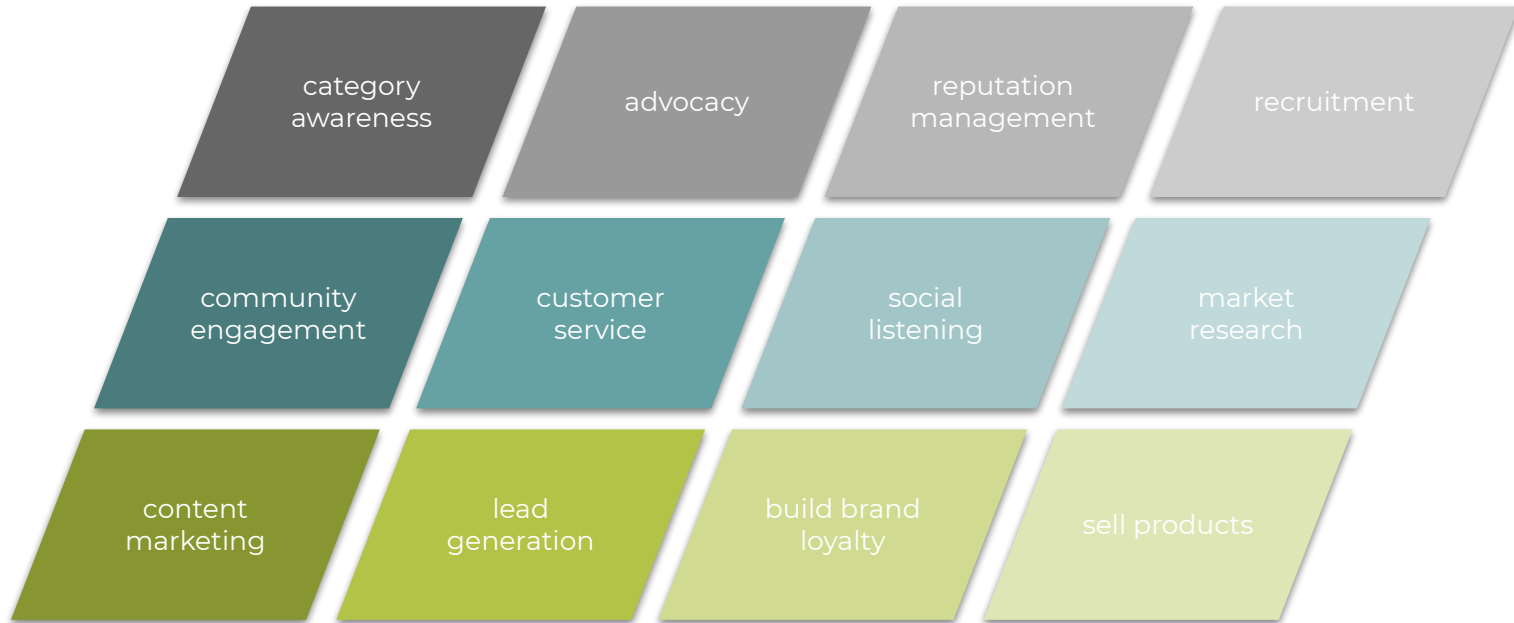 category
awareness
advocacy
reputation
management
recruitment
community
engagement
customer
service
social
listening
market
research
content
marketing
lead
generation
build brand
loyalty
sell products